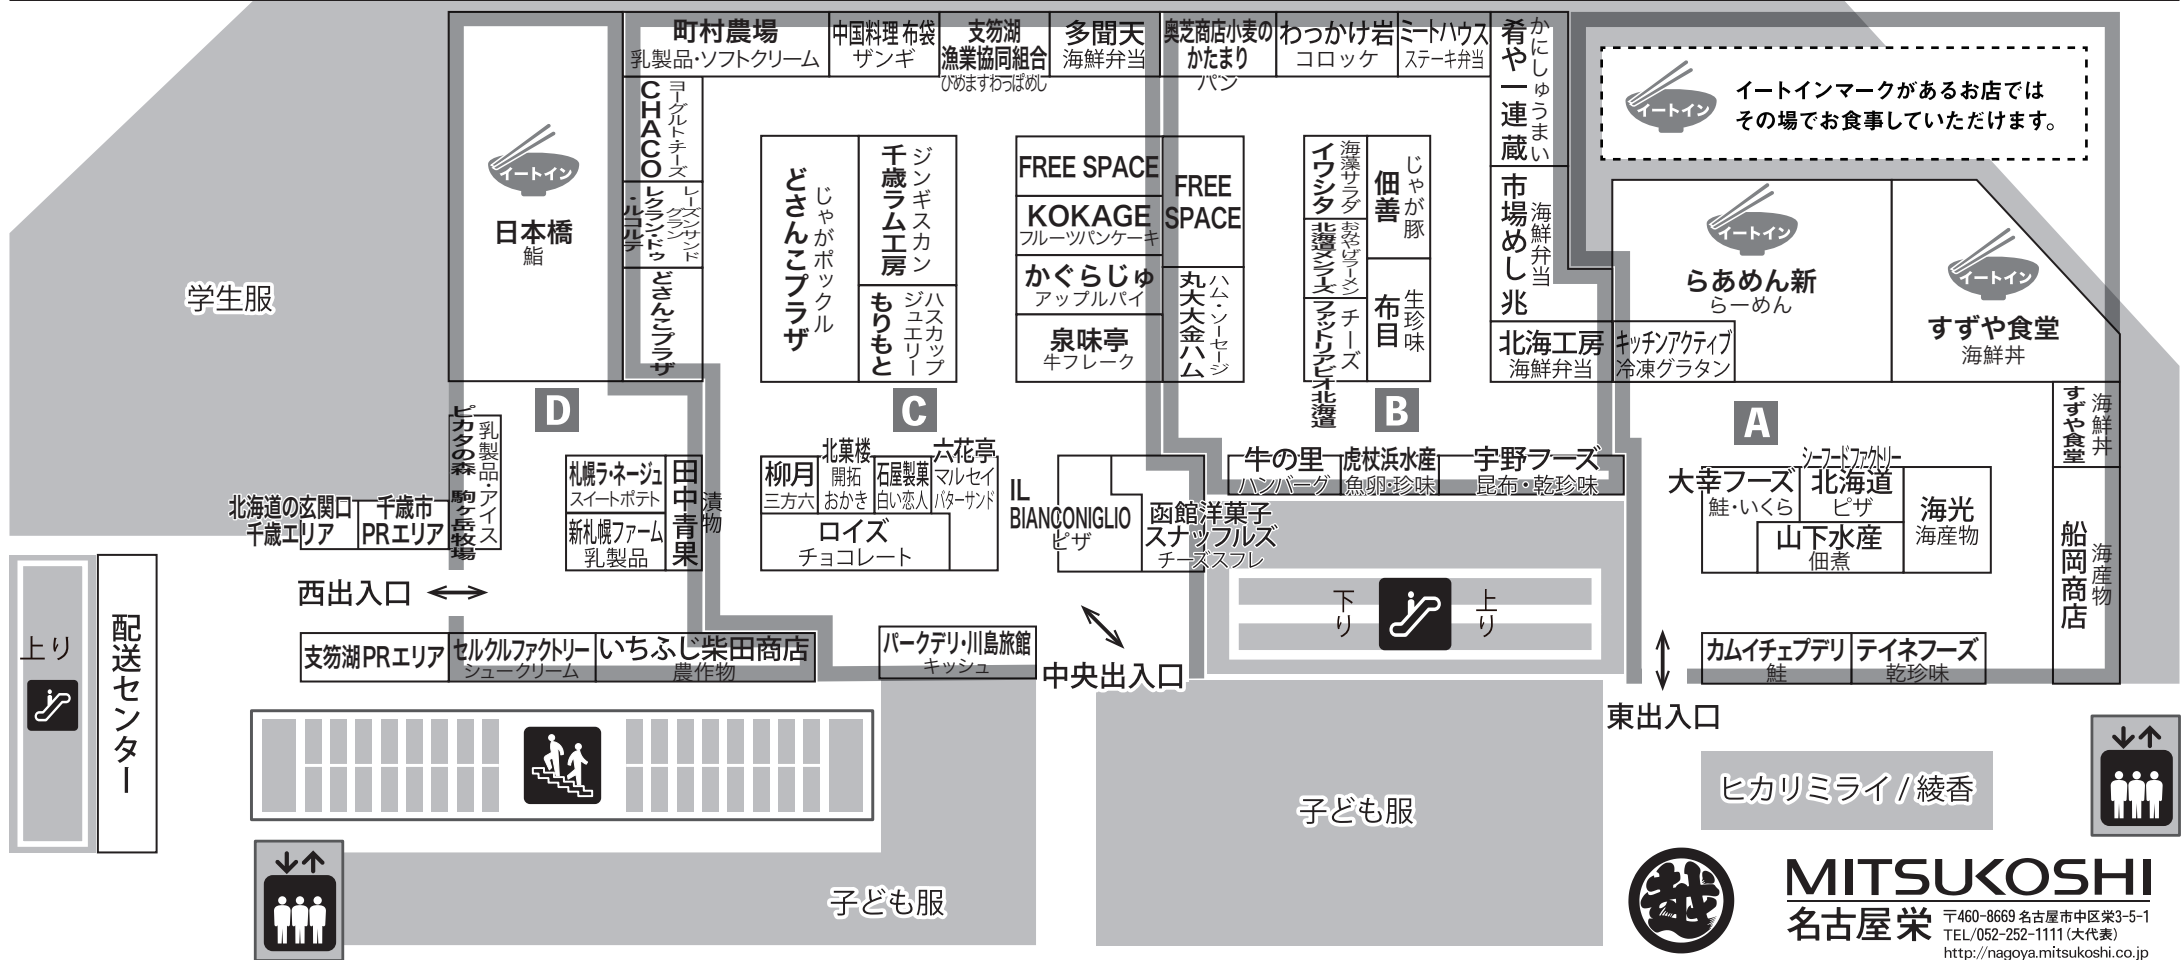 町村農場
乳製品・ソフトクリーム
中国料理 布袋
ザンギ
支笏湖
漁業協同組合
ひめますわっぱめし
多聞天
海鮮弁当
奥芝商店小麦の
かたまり
パン
わっかけ岩
コロッケ
ミートハウス
ステーキ弁当
肴や一連蔵
かにしゅうまい
イートイン
イートインマークがあるお店では
その場でお食事していただけます。
イートイン
日本橋
鮨
CHACO
ヨーグルト・チーズ
レクラン・ドゥ
・ルコルテ
レーズンサンド
グラン
どさんこプラザ
どさんこプラザ
じゃがポックル
千歳ラム工房
ジンギスカン
もりもと
ハスカップ
ジュエリー
FREE SPACE
KOKAGE
フルーツパンケーキ
かぐらじゅ
アップルパイ
泉味亭
牛フレーク
FREE
SPACE
丸大大金ハム
ハム・ソーセージ
イワシタ
海藻サラダ
北海道ダンラーズ
おみやげラーメン
ファットリアビオ北海道
チーズ
佃善
じゃが豚
布目
生珍味
市場めし 兆
海鮮弁当
北海工房
海鮮弁当
キッチンアクティブ
冷凍グラタン
イートイン
らあめん新
らーめん
イートイン
すずや食堂
海鮮丼
学生服
D
C
B
A
すずや食堂
海鮮丼
ピカタの森 駒ケ岳牧場
乳製品・アイス
北海道の玄関口
千歳エリア
千歳市
PRエリア
札幌ラ・ネージュ
スイートポテト
新札幌ファーム
乳製品
田中青果
漬物
柳月
三方六
北菓楼
開拓
おかき
石屋製菓
白い恋人
六花亭
マルセイ
バターサンド
ロイズ
チョコレート
IL
BIANCONIGLIO
ピザ
函館洋菓子
スナッフルズ
チーズスフレ
牛の里
ハンバーグ
虎杖浜水産
魚卵・珍味
宇野フーズ
昆布・乾珍味
大幸フーズ
鮭・いくら
シーフードファクトリー
北海道
ピザ
山下水産
佃煮
海光
海産物
船岡商店
海産物
西出入口
上り
配送センター
支笏湖PRエリア
セルクルファクトリー
シュークリーム
いちふじ柴田商店
農作物
パークデリ・川島旅館
キッシュ
中央出入口
下り
上り
東出入口
カムイチェプデリ
鮭
テイネフーズ
乾珍味
子ども服
子ども服
ヒカリミライ / 綾香
越
MITSUKOSHI
名古屋 栄
〒460-8669 名古屋市中区栄3-5-1
TEL/052-252-1111(大代表)
http://nagoya.mitsukoshi.co.jp